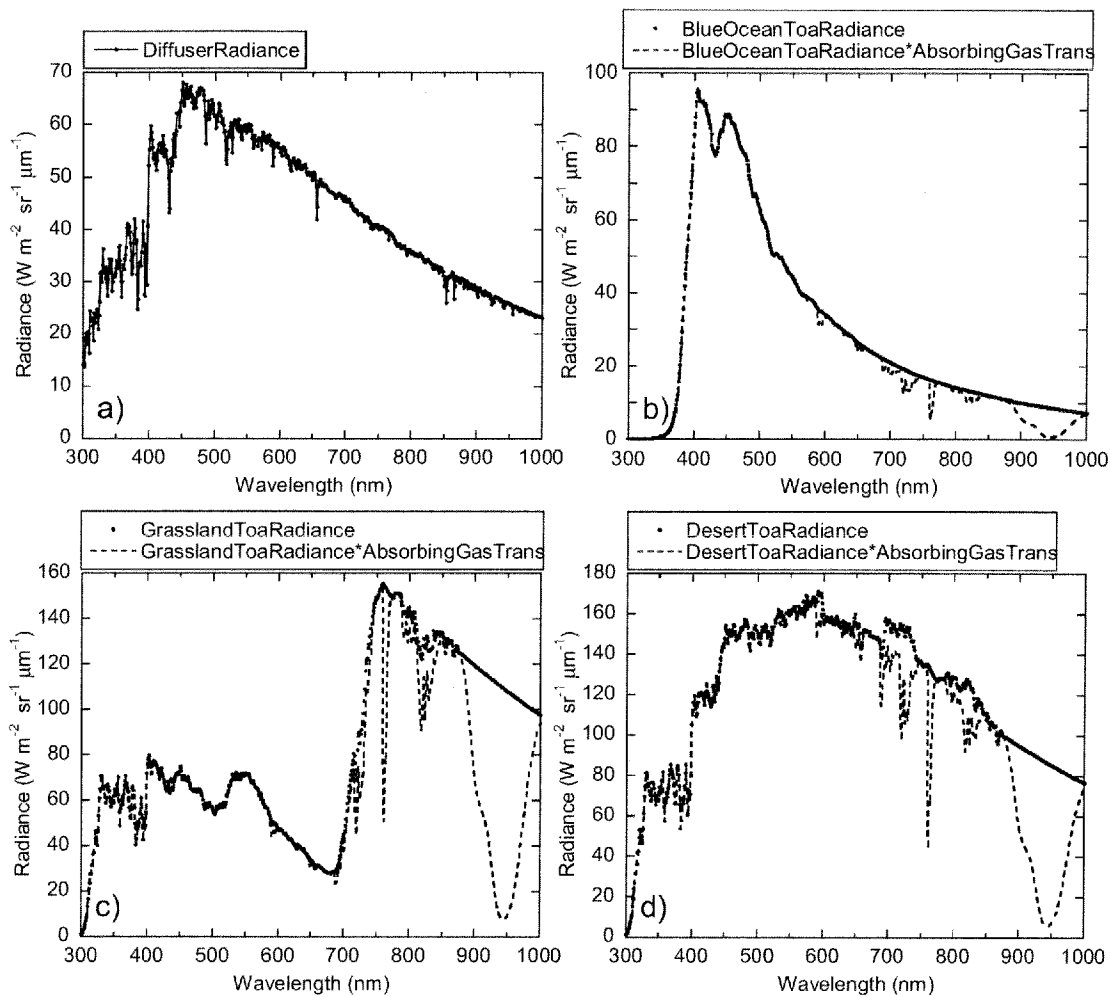 DiffuserRadiance
70
60
50
40
30
20
10
0
Radiance (W m-2 sr-1 µm-1)
a)
300 400 500 600 700 800 900 1000
Wavelength (nm)
BlueOceanToaRadiance
BlueOceanToaRadiance*AbsorbingGasTrans
100
80
60
40
20
0
Radiance (W m-2 sr-1 µm-1)
b)
300 400 500 600 700 800 900 1000
Wavelength (nm)
GrasslandToaRadiance
GrasslandToaRadiance*AbsorbingGasTrans
160
140
120
100
80
60
40
20
0
Radiance (W m-2 sr-1 µm-1)
c)
300 400 500 600 700 800 900 1000
Wavelength (nm)
DesertToaRadiance
DesertToaRadiance*AbsorbingGasTrans
180
160
140
120
100
80
60
40
20
0
Radiance (W m-2 sr-1 µm-1)
d)
300 400 500 600 700 800 900 1000
Wavelength (nm)